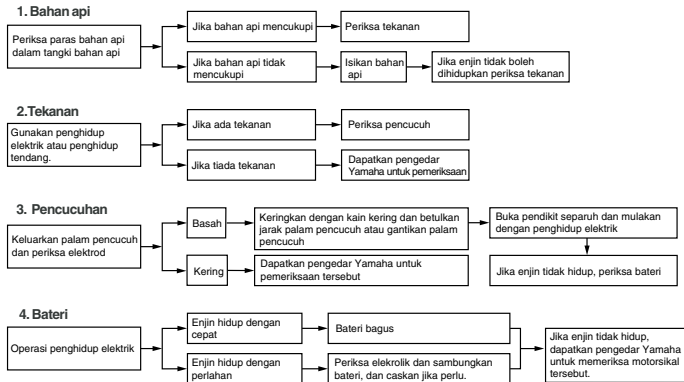 1. Bahan api
Periksa paras bahan api
dalam tangki bahan api
Jika bahan api mencukupi
Periksa tekanan
Jika bahan api tidak
mencukupi
Isikan bahan
api
Jika enjin tidak boleh
dihidupkan periksa tekanan
2.Tekanan
Gunakan penghidup
elektrik atau penghidup
tendang.
Jika ada tekanan
Periksa pencucuh
Jika tiada tekanan
Dapatkan pengedar
Yamaha untuk pemeriksaan
3. Pencucuhan
Keluarkan palam pencucuh
dan periksa elektrod
Basah
Keringkan dengan kain kering dan betulkan
jarak palam pencucuh atau gantikan palam
pencucuh
Buka pendikit separuh dan mulakan
dengan penghidup elektrik
Kering
Dapatkan pengedar Yamaha untuk
pemeriksaan tersebut
Jika enjin tidak hidup, periksa bateri
4. Bateri
Operasi penghidup elektrik
Enjin hidup dengan
cepat
Bateri bagus
Enjin hidup dengan
perlahan
Periksa elekrolik dan sambungkan
bateri, dan caskan jika perlu.
Jika enjin tidak hidup,
dapatkan pengedar Yamaha
untuk memeriksa motorsikal
tersebut.